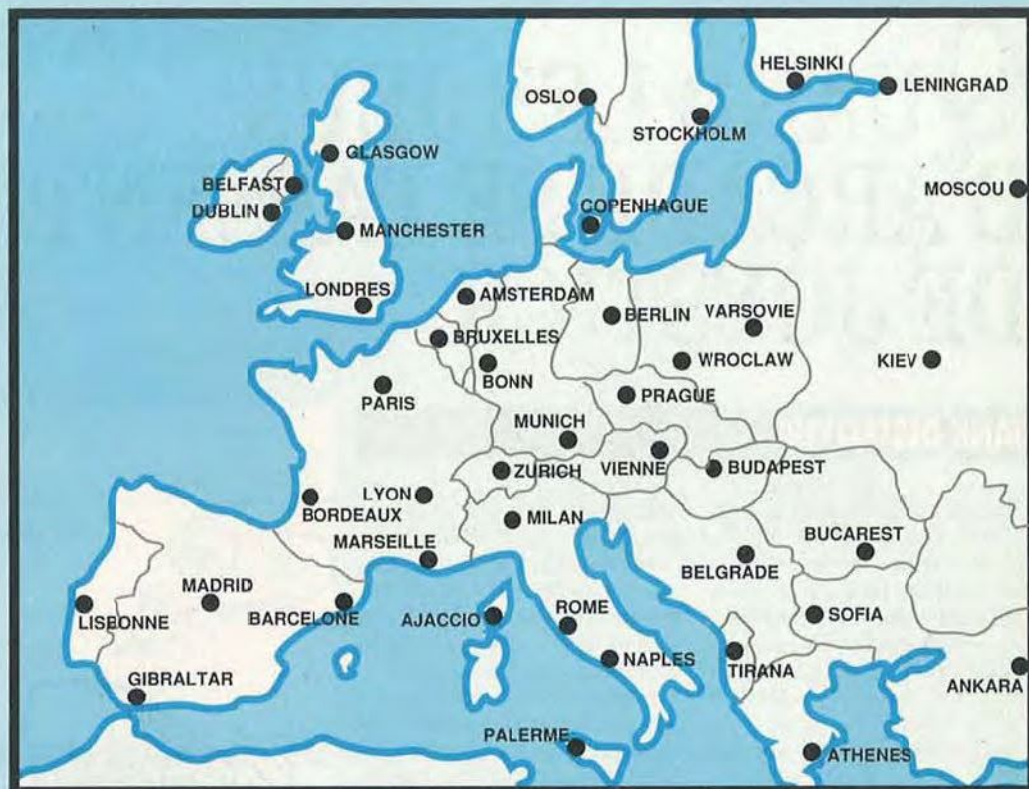 HELSINKI
OSLO
LENINGRAD
STOCKHOLM
GLASGOW
BELFAST
MOSCOU
DUBLIN
COPENHAGUE
MANCHESTER
LONDRES
AMSTERDAM
BERLIN
VARSOVIE
BRUXELLES
WROCLAW
KIEV
BONN
PARIS
PRAGUE
MUNICH
ZURICH
VIENNE
BUDAPEST
LYON
BORDEAUX
MILAN
BUCAREST
MARSEILLE
BELGRADE
MADRID
LISBONNE
BARCELONE
AJACCIO
ROME
SOFIA
NAPLES
TIRANA
GIBRALTAR
ANKARA
PALERME
ATHENES